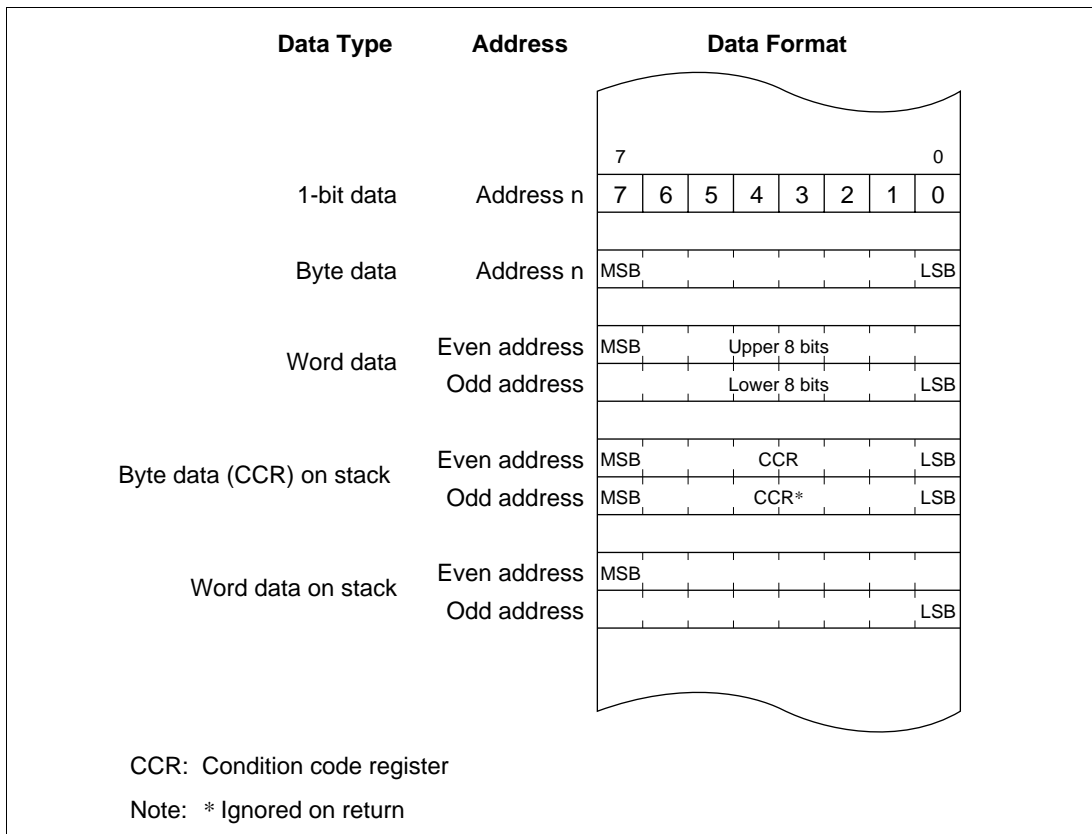 Data Type Address Data Format
7 0
1-bit data Address n 7 6 5 4 3 2 1 0
Byte data Address n MSB LSB
Word data
Even address MSB Upper 8 bits
Odd address Lower 8 bits LSB
Byte data (CCR) on stack
Even address MSB CCR LSB
Odd address MSB CCR* LSB
Word data on stack
Even address MSB
Odd address LSB
CCR: Condition code register
Note: * Ignored on return